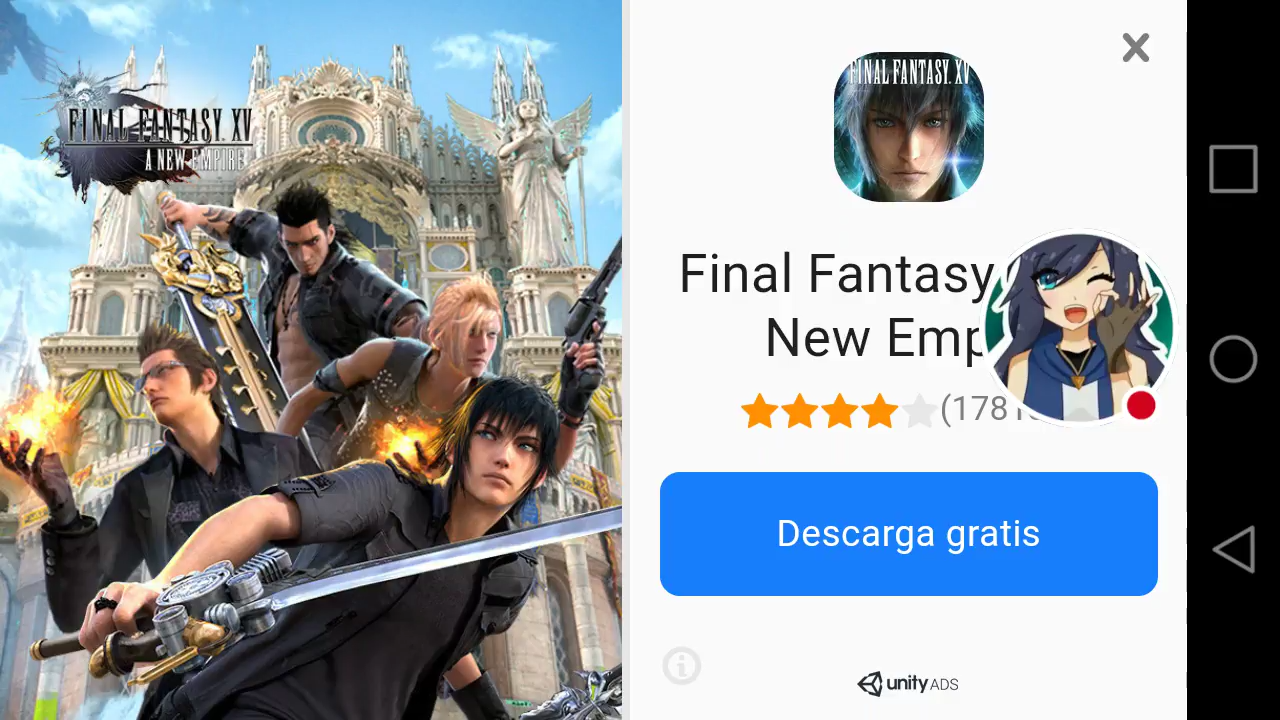 FINAL FANTASY XV
A NEW EMPIRE
FINAL FANTASY XV
Final Fantasy
New Emp
(178
Descarga gratis
unity ADS